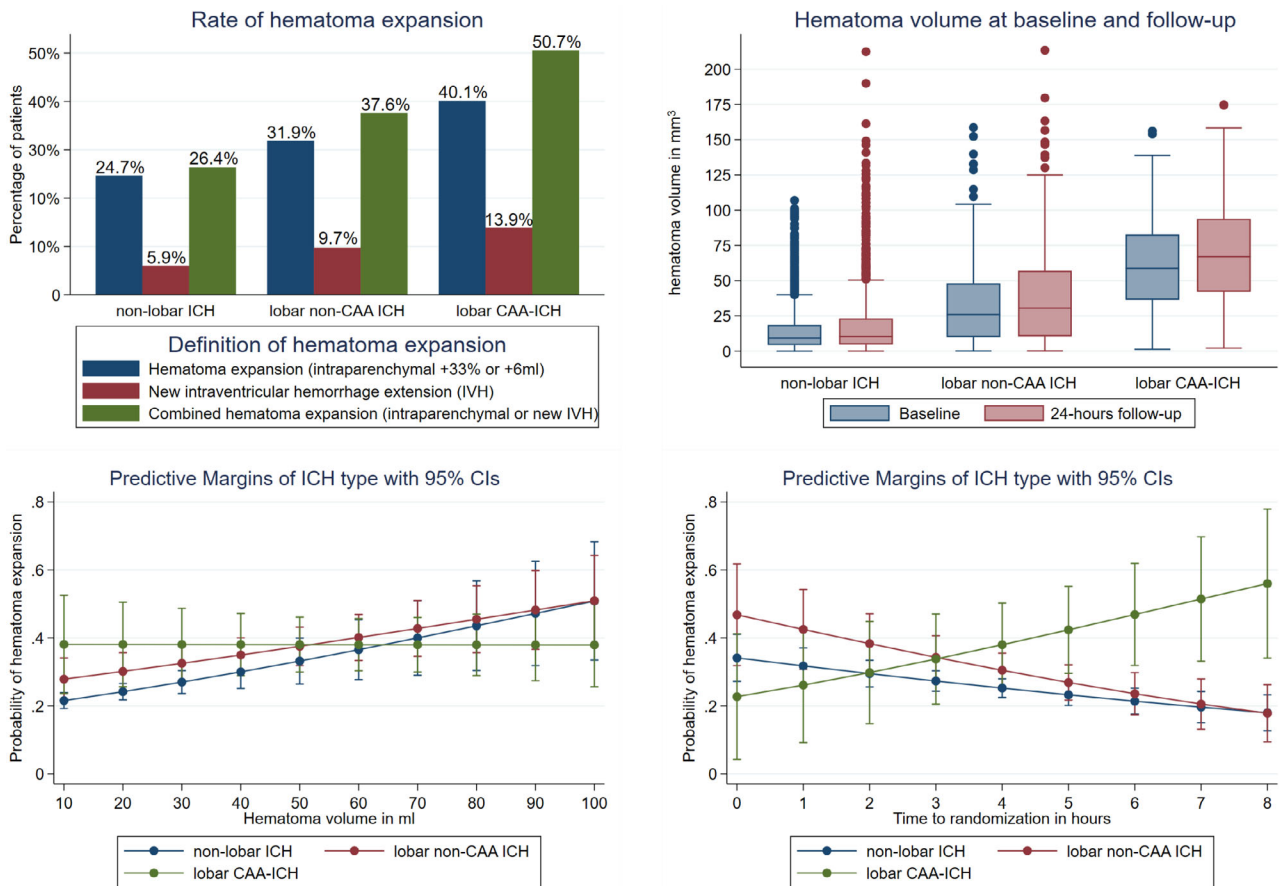 Rate of hematoma expansion
Percentage of patients
50%
40%
30%
10%
10%
0
24.7%
5.9%
26.4%
31.9%
9.7%
37.6%
40.1%
13.9%
50.7%
non-lobar ICH
lobar non-CAA ICH
lobar CAA-ICH
Definition of hematoma expansion
Hematoma expansion (intraparenchymal +33% or +6ml)
New intraventricular hemorrhage extension (IVH)
Combined hematoma expansion (intraparenchymal or new IVH)
Hematoma volume at baseline and follow-up
hematoma volume in mm³
200
175
150
125
100
75
50
25
0
non-lobar ICH
lobar non-CAA ICH
lobar CAA-ICH
Baseline
24-hours follow-up
Predictive Margins of ICH type with 95% CIs
Probability of hematoma expansion
.8
.6
.4
.2
0
10 20 30 40 50 60 70 80 90 100
Hematoma volume in ml
non-lobar ICH
lobar non-CAA ICH
lobar CAA-ICH
Predictive Margins of ICH type with 95% CIs
Probability of hematoma expansion
.8
.6
.4
.2
0
0 1 2 3 4 5 6 7 8
Time to randomization in hours
non-lobar ICH
lobar non-CAA ICH
lobar CAA-ICH